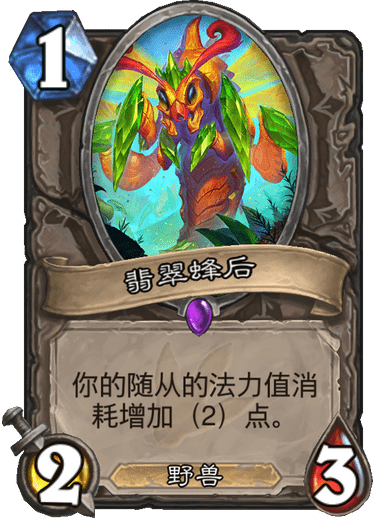 1
翡翠蜂后
你的随从的法力值消
耗增加（2）点。
2
野兽
3